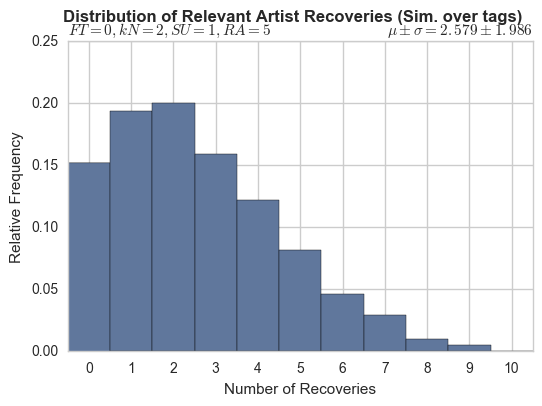 Distribution of Relevant Artist Recoveries (Sim. over tags)
FT = 0, kN = 2, SU = 1, RA = 5
μ ± σ = 2.579 ± 1.986
0.25
0.20
0.15
0.10
0.05
0.00
Relative Frequency
0 1 2 3 4 5 6 7 8 9 10
Number of Recoveries